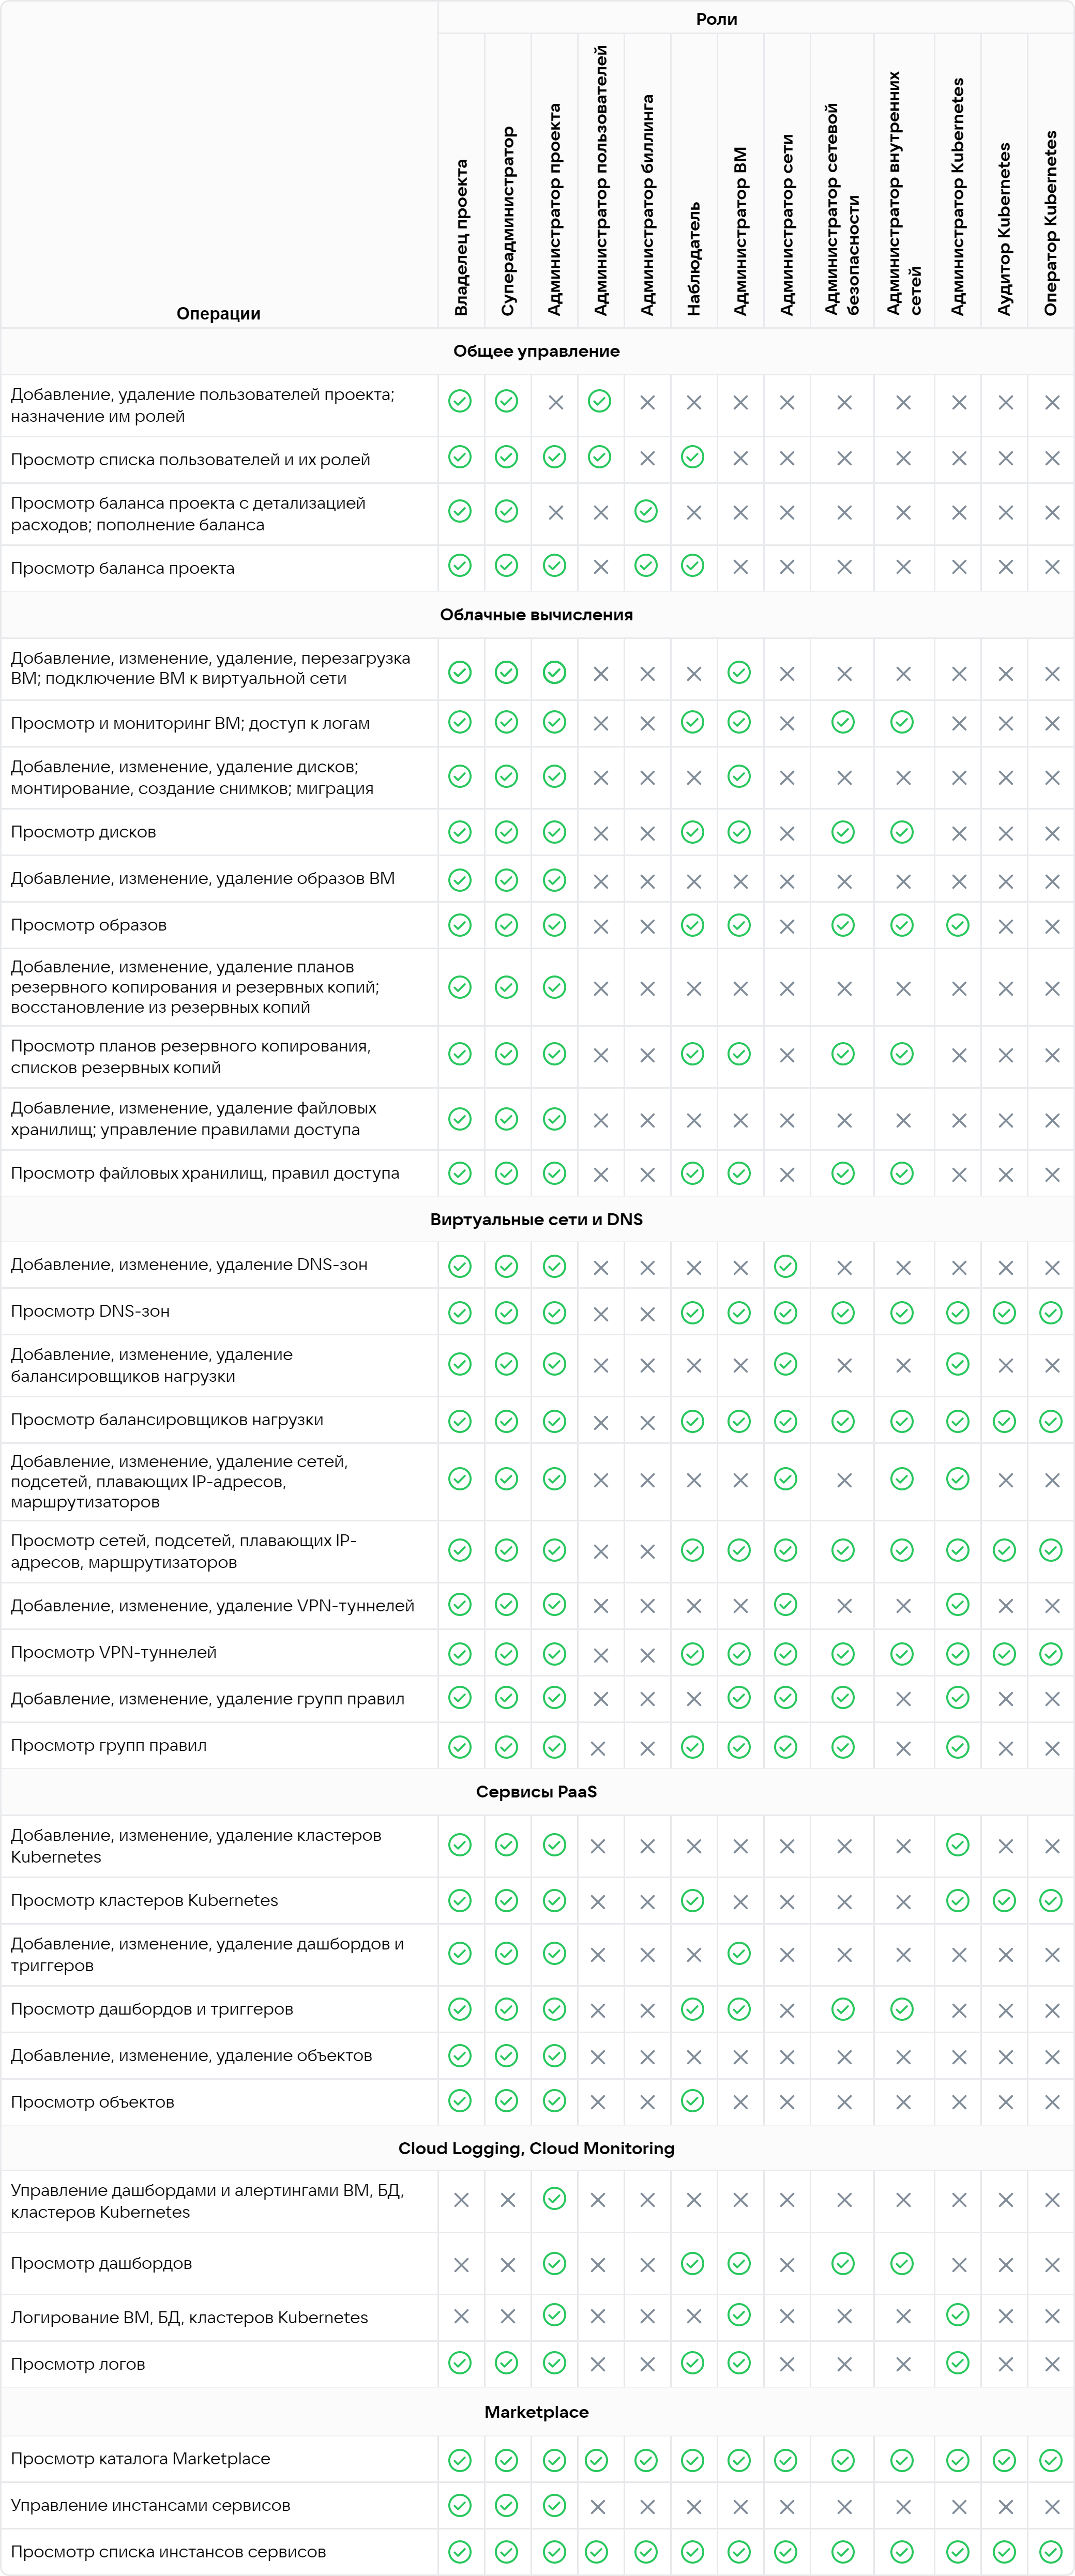 Роли
Операции
Владелец проекта
Суперадминистратор
Администратор проекта
Администратор пользователей
Администратор биллинга
Наблюдатель
Администратор ВМ
Администратор сети
Администратор сетевой
безопасности
Администратор внутренних
сетей
Администратор Kubernetes
Аудитор Kubernetes
Оператор Kubernetes
Общее управление
Добавление, удаление пользователей проекта;
назначение им ролей
Просмотр списка пользователей и их ролей
Просмотр баланса проекта с детализацией
расходов; пополнение баланса
Просмотр баланса проекта
Облачные вычисления
Добавление, изменение, удаление, перезагрузка
ВМ; подключение ВМ к виртуальной сети
Просмотр и мониторинг ВМ; доступ к логам
Добавление, изменение, удаление дисков;
монтирование, создание снимков; миграция
Просмотр дисков
Добавление, изменение, удаление образов ВМ
Просмотр образов
Добавление, изменение, удаление планов
резервного копирования и резервных копий;
восстановление из резервных копий
Просмотр планов резервного копирования,
списков резервных копий
Добавление, изменение, удаление файловых
хранилищ; управление правилами доступа
Просмотр файловых хранилищ, правил доступа
Виртуальные сети и DNS
Добавление, изменение, удаление DNS-зон
Просмотр DNS-зон
Добавление, изменение, удаление
балансировщиков нагрузки
Просмотр балансировщиков нагрузки
Добавление, изменение, удаление сетей,
подсетей, плавающих IP-адресов,
маршрутизаторов
Просмотр сетей, подсетей, плавающих IP-
адресов, маршрутизаторов
Добавление, изменение, удаление VPN-туннелей
Просмотр VPN-туннелей
Добавление, изменение, удаление групп правил
Просмотр групп правил
Сервисы PaaS
Добавление, изменение, удаление кластеров
Kubernetes
Просмотр кластеров Kubernetes
Добавление, изменение, удаление дашбордов и
триггеров
Просмотр дашбордов и триггеров
Добавление, изменение, удаление объектов
Просмотр объектов
Cloud Logging, Cloud Monitoring
Управление дашбордами и алертингами ВМ, БД,
кластеров Kubernetes
Просмотр дашбордов
Логирование ВМ, БД, кластеров Kubernetes
Просмотр логов
Marketplace
Просмотр каталога Marketplace
Управление инстансами сервисов
Просмотр списка инстансов сервисов